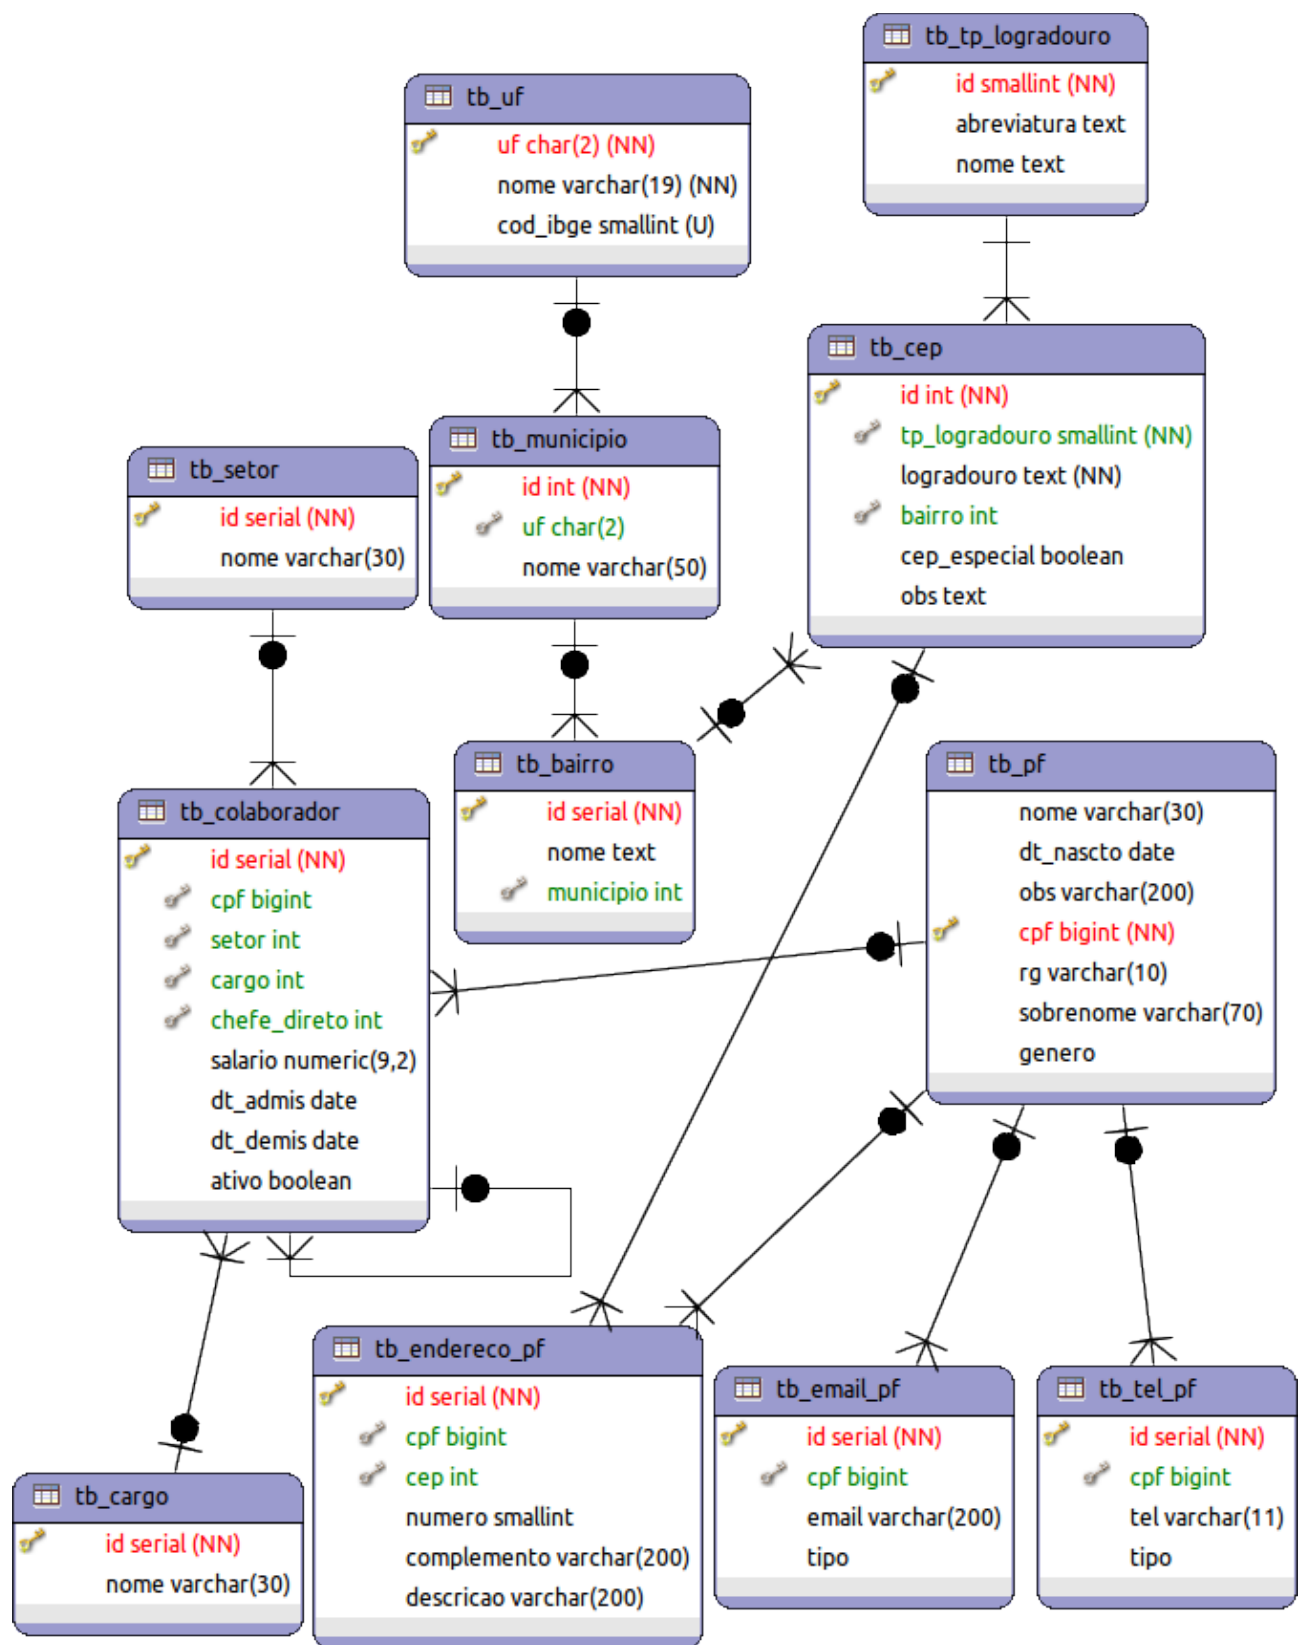 tb_tp_logradouro
id smallint (NN)
abreviatura text
nome text
tb_uf
uf char(2) (NN)
nome varchar(19) (NN)
cod_ibge smallint (U)
tb_cep
id int (NN)
tp_logradouro smallint (NN)
logradouro text (NN)
bairro int
cep_especial boolean
obs text
tb_municipio
id int (NN)
uf char(2)
nome varchar(50)
tb_setor
id serial (NN)
nome varchar(30)
tb_bairro
id serial (NN)
nome text
municipio int
tb_pf
nome varchar(30)
dt_nascto date
obs varchar(200)
cpf bigint (NN)
rg varchar(10)
sobrenome varchar(70)
genero
tb_colaborador
id serial (NN)
cpf bigint
setor int
cargo int
chefe_direto int
salario numeric(9,2)
dt_admis date
dt_demis date
ativo boolean
tb_endereco_pf
id serial (NN)
cpf bigint
cep int
numero smallint
complemento varchar(200)
descricao varchar(200)
tb_email_pf
id serial (NN)
cpf bigint
email varchar(200)
tipo
tb_tel_pf
id serial (NN)
cpf bigint
tel varchar(11)
tipo
tb_cargo
id serial (NN)
nome varchar(30)